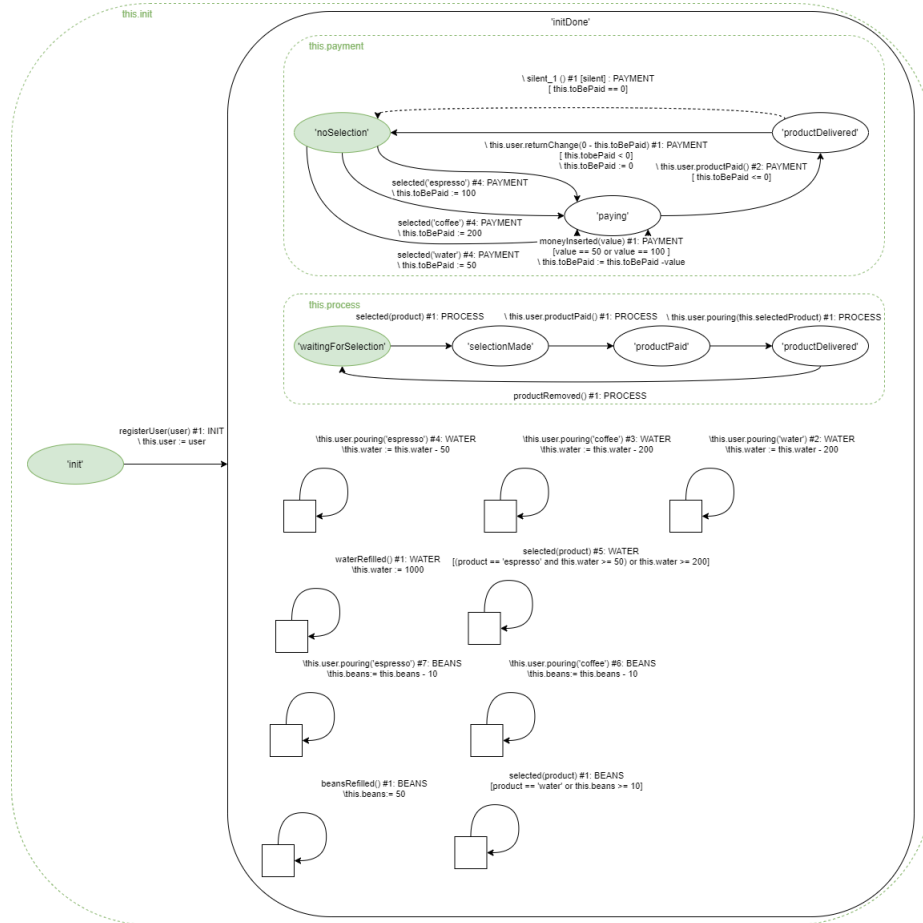 this.init
'initDone'
this.payment
\ silent_1 () #1 [silent] : PAYMENT
[ this.toBePaid == 0]
'noSelection'
'productDelivered'
\ this.user.returnChange(0 - this.toBePaid) #1: PAYMENT
[ this.tobePaid < 0]
\ this.toBePaid := 0
\ this.user.productPaid() #2: PAYMENT
[ this.toBePaid <= 0]
selected('espresso') #4: PAYMENT
\ this.toBePaid := 100
'paying'
selected('coffee') #4: PAYMENT
\ this.toBePaid := 200
selected('water') #4: PAYMENT
\ this.toBePaid := 50
moneyInserted(value) #1: PAYMENT
[value == 50 or value == 100 ]
\ this.toBePaid := this.toBePaid -value
this.process
selected(product) #1: PROCESS
\ this.user.productPaid() #1: PROCESS
\ this.user.pouring(this.selectedProduct) #1: PROCESS
'waitingForSelection'
'selectionMade'
'productPaid'
'productDelivered'
productRemoved() #1: PROCESS
registerUser(user) #1: INIT
\ this.user := user
'init'
\this.user.pouring('espresso') #4: WATER
\this.water := this.water - 50
\this.user.pouring('coffee') #3: WATER
\this.water := this.water - 200
\this.user.pouring('water') #2: WATER
\this.water := this.water - 200
waterRefilled() #1: WATER
\this.water := 1000
selected(product) #5: WATER
[(product == 'espresso' and this.water >= 50) or this.water >= 200]
\this.user.pouring('espresso') #7: BEANS
\this.beans:= this.beans - 10
\this.user.pouring('coffee') #6: BEANS
\this.beans:= this.beans - 10
beansRefilled() #1: BEANS
\this.beans:= 50
selected(product) #1: BEANS
[product == 'water' or this.beans >= 10]